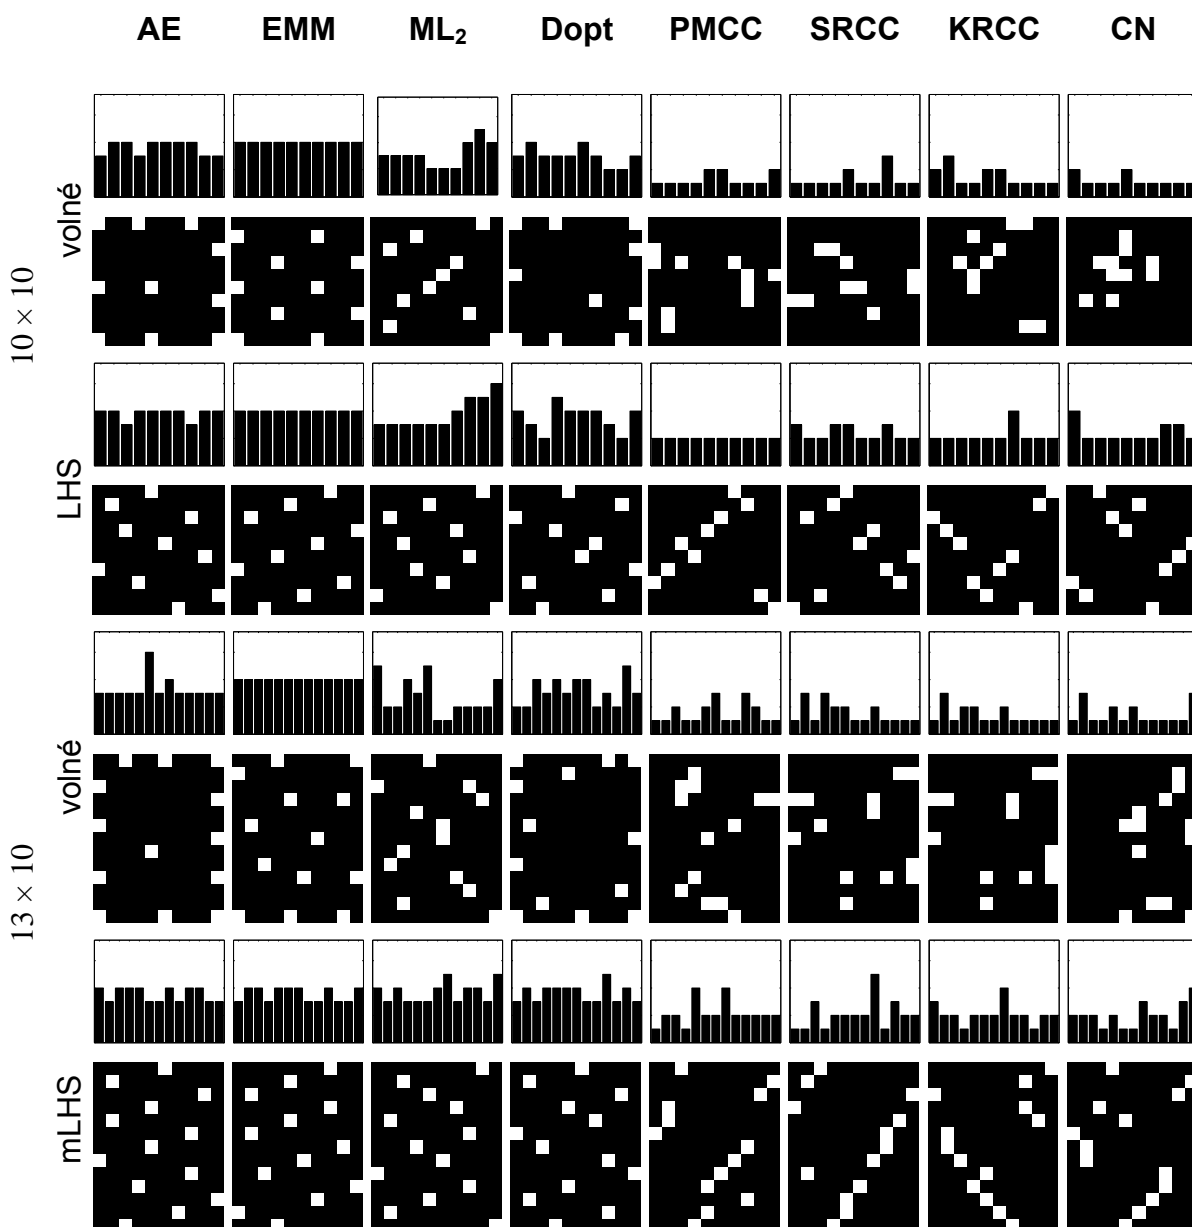 AE EMM ML₂ Dopt PMCC SRCC KRCC CN
10 × 10
volné
LHS
13 × 10
volné
mLHS